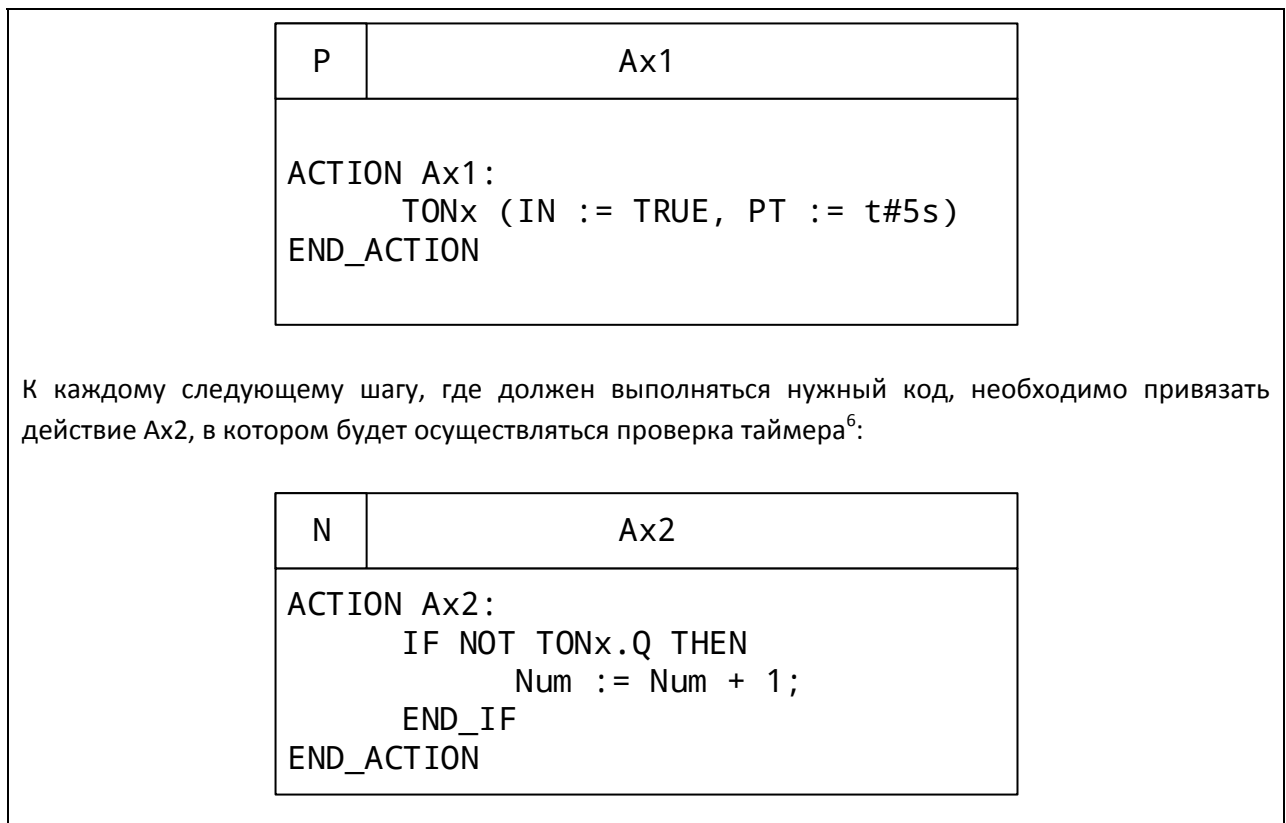 P Ax1
ACTION Ax1:
TONx (IN := TRUE, PT := t#5s)
END_ACTION
К каждому следующему шагу, где должен выполняться нужный код, необходимо привязать
действие Ax2, в котором будет осуществляться проверка таймера6:
N Ax2
ACTION Ax2:
IF NOT TONx.Q THEN
Num := Num + 1;
END_IF
END_ACTION